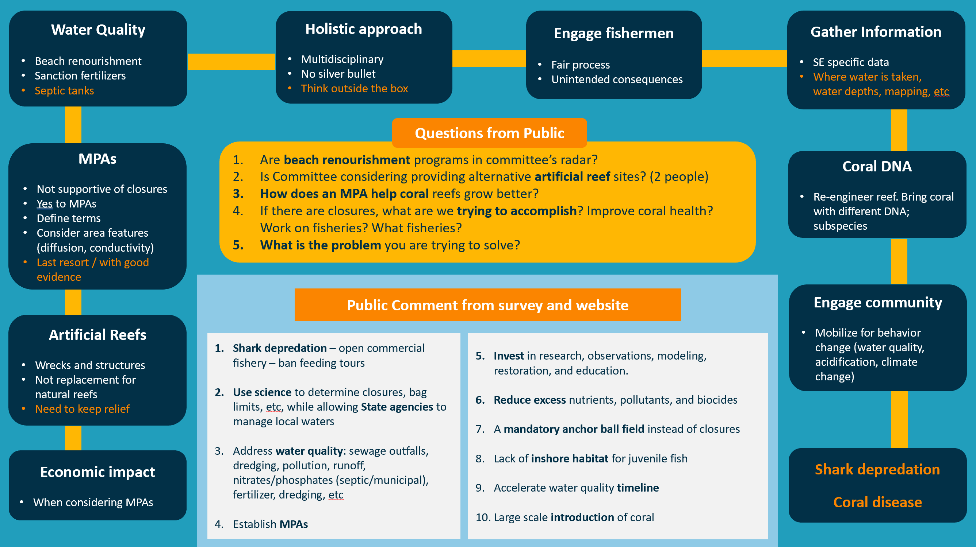 Water Quality
• Beach renourishment
• Sanction fertilizers
• Septic tanks
Holistic approach
• Multidisciplinary
• No silver bullet
• Think outside the box
Engage fishermen
• Fair process
• Unintended consequences
Gather Information
• SE specific data
• Where water is taken,
water depths, mapping, etc
MPAs
• Not supportive of closures
• Yes to MPAs
• Define terms
• Consider area features
(diffusion, conductivity)
• Last resort / with good
evidence
Artificial Reefs
• Wrecks and structures
• Not replacement for
natural reefs
• Need to keep relief
Economic impact
• When considering MPAs
Questions from Public
1. Are beach renourishment programs in committee's radar?
2. Is Committee considering providing alternative artificial reef sites? (2 people)
3. How does an MPA help coral reefs grow better?
4. If there are closures, what are we trying to accomplish? Improve coral health?
Work on fisheries? What fisheries?
5. What is the problem you are trying to solve?
Public Comment from survey and website
1. Shark depredation – open commercial
fishery – ban feeding tours
2. Use science to determine closures, bag
limits, etc, while allowing State agencies to
manage local waters
3. Address water quality: sewage outfalls,
dredging, pollution, runoff,
nitrates/phosphates (septic/municipal),
fertilizer, dredging, etc
4. Establish MPAs
5. Invest in research, observations, modeling,
restoration, and education.
6. Reduce excess nutrients, pollutants, and biocides
7. A mandatory anchor ball field instead of closures
8. Lack of inshore habitat for juvenile fish
9. Accelerate water quality timeline
10. Large scale introduction of coral
Coral DNA
• Re-engineer reef. Bring coral
with different DNA;
subspecies
Engage community
• Mobilize for behavior
change (water quality,
acidification, climate
change)
Shark depredation
Coral disease